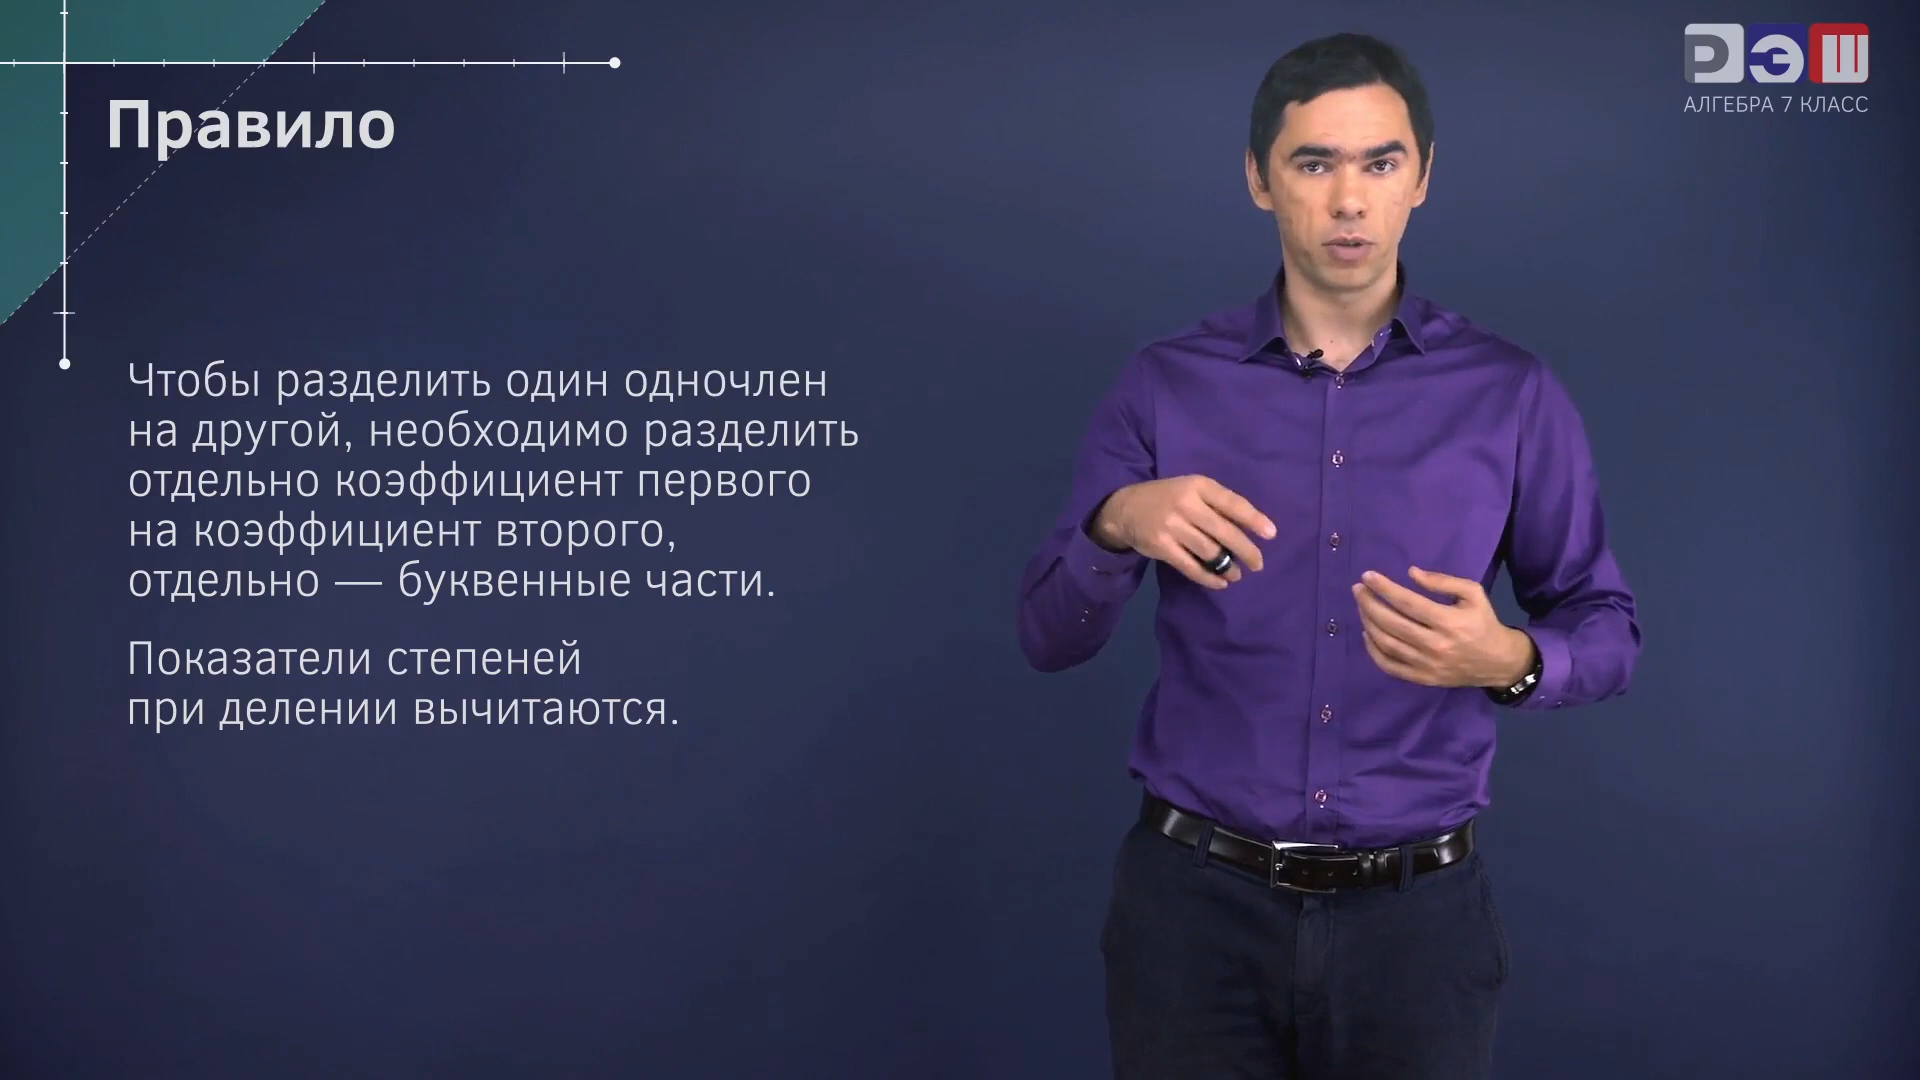 Правило
РЭШ
АЛГЕБРА 7 КЛАСС
Чтобы разделить один одночлен
на другой, необходимо разделить
отдельно коэффициент первого
на коэффициент второго,
отдельно — буквенные части.
Показатели степеней
при делении вычитаются.